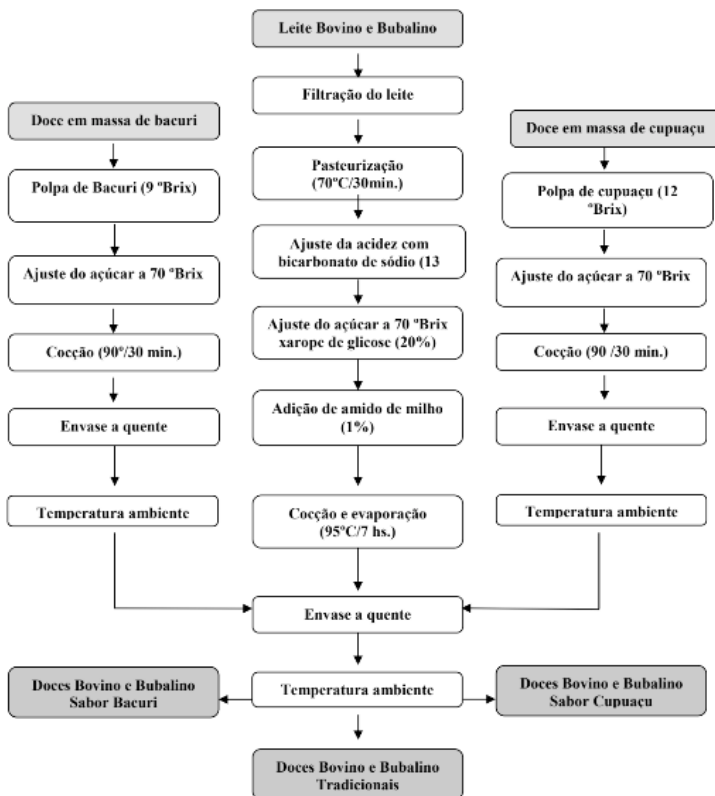 Leite Bovino e Bubalino
Filtração do leite
Pasteurização
(70ºC/30min.)
Ajuste da acidez com
bicarbonato de sódio (13
Ajuste do açúcar a 70 ºBrix
xarope de glicose (20%)
Adição de amido de milho
(1%)
Cocção e evaporação
(95ºC/7 hs.)
Doce em massa de bacuri
Polpa de Bacuri (9 ºBrix)
Ajuste do açúcar a 70 ºBrix
Cocção (90º/30 min.)
Envase a quente
Temperatura ambiente
Doce em massa de cupuaçu
Polpa de cupuaçu (12
ºBrix)
Ajuste do açúcar a 70 ºBrix
Cocção (90 /30 min.)
Envase a quente
Temperatura ambiente
Envase a quente
Temperatura ambiente
Doces Bovino e Bubalino
Sabor Bacuri
Doces Bovino e Bubalino
Sabor Cupuaçu
Doces Bovino e Bubalino
Tradicionais